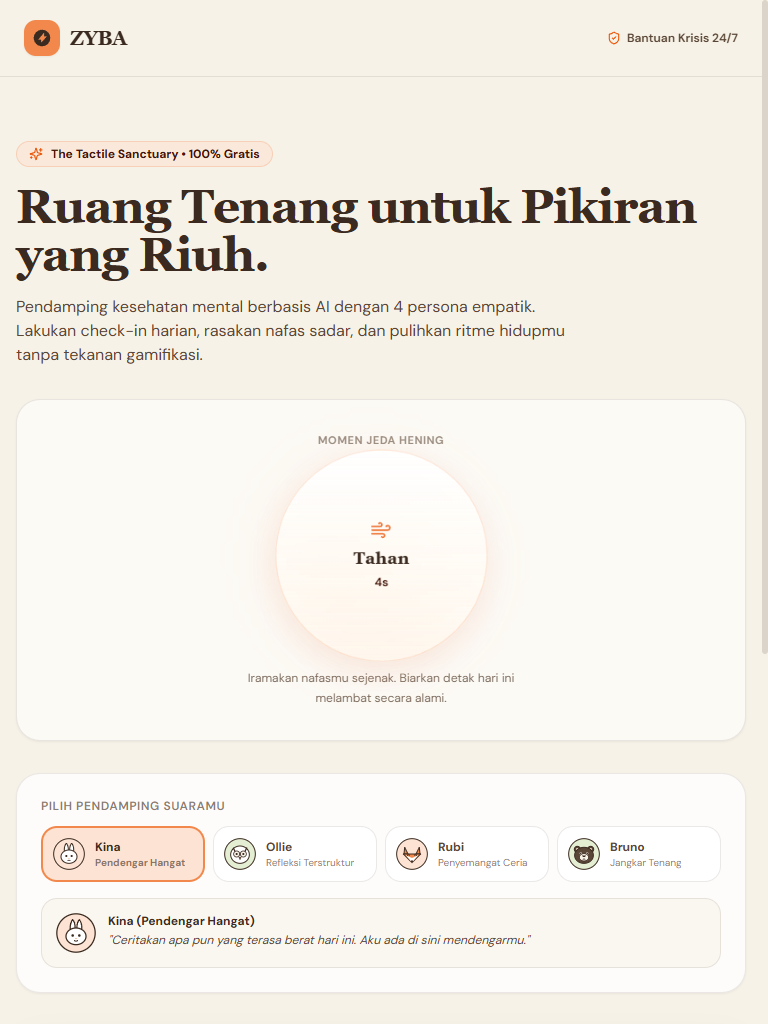 ZYBA
Bantuan Krisis 24/7
The Tactile Sanctuary • 100% Gratis
Ruang Tenang untuk Pikiran
yang Riuh.
Pendamping kesehatan mental berbasis AI dengan 4 persona empatik.
Lakukan check-in harian, rasakan nafas sadar, dan pulihkan ritme hidupmu
tanpa tekanan gamifikasi.
MOMEN JEDA HENING
Tahan
4s
Iramakan nafasmu sejenak. Biarkan detak hari ini
melambat secara alami.
PILIH PENDAMPING SUARAMU
Kina
Pendengar Hangat
Ollie
Refleksi Terstruktur
Rubi
Penyemangat Ceria
Bruno
Jangkar Tenang
Kina (Pendengar Hangat)
"Ceritakan apa pun yang terasa berat hari ini. Aku ada di sini mendengarmu."